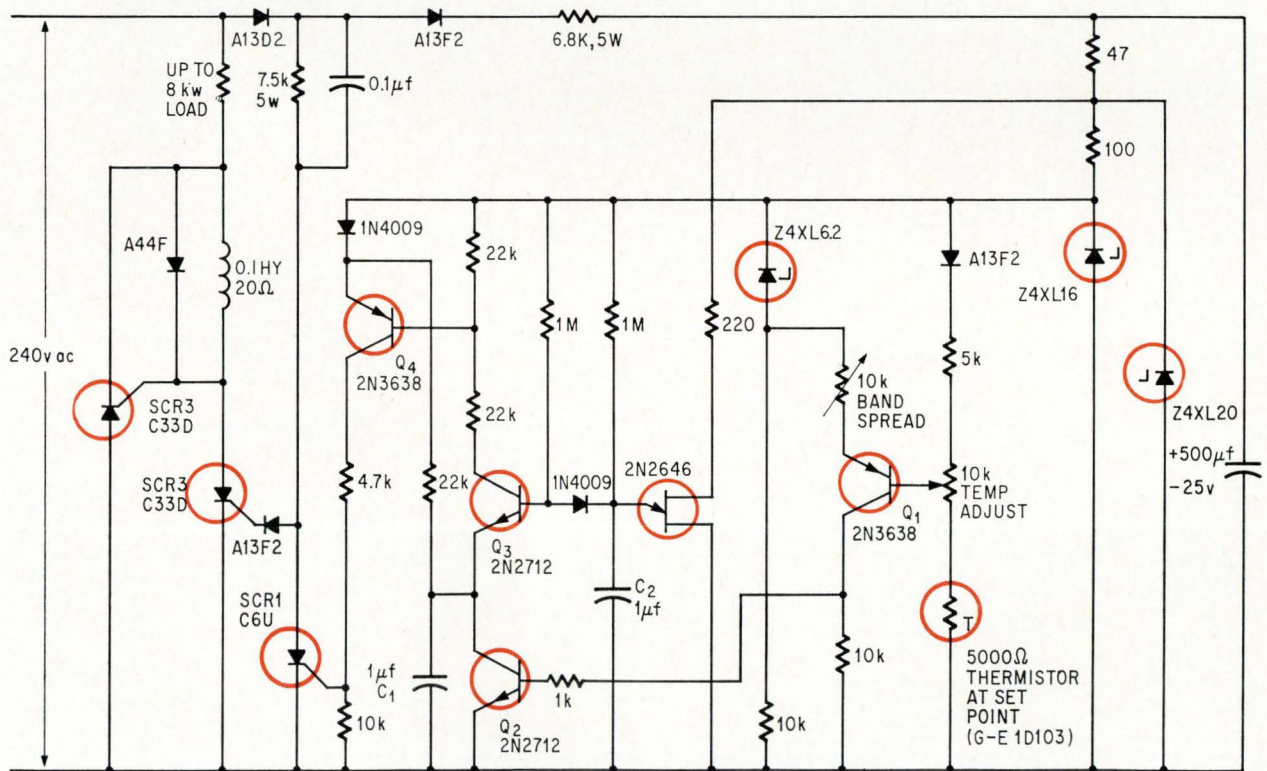 A13D2
A13F2
6.8K, 5W
47
UP TO
8 kw
LOAD
7.5k
5w
0.1µf
100
1N4009
22k
Z4XL6.2
A13F2
A44F
0.1HY
20Ω
Z4XL16
1M
1M
220
240v ac
Q4
2N3638
10k
BAND
SPREAD
5k
Z4XL20
SCR3
C33D
22k
+500µf
-25v
SCR3
C33D
4.7k
22k
1N4009
2N2646
10k
TEMP
ADJUST
A13F2
Q3
2N2712
Q1
2N3638
C2
1µf
SCR1
C6U
T
10k
5000Ω
THERMISTOR
AT SET
POINT
(G-E 1D103)
1µf
C1
1k
10k
Q2
2N2712
10k